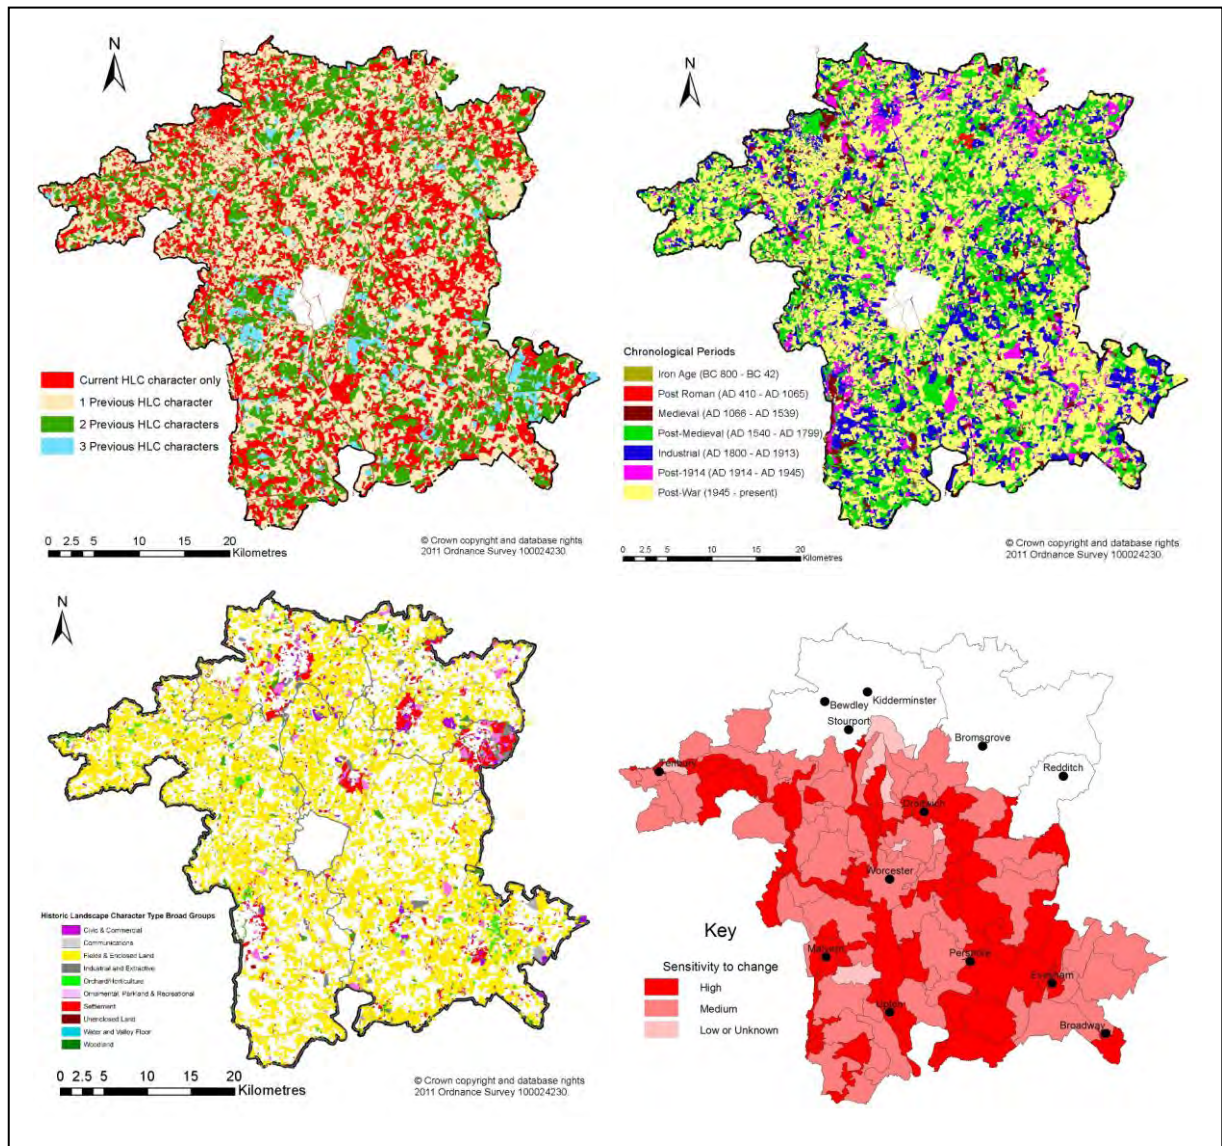 N
Current HLC character only
1 Previous HLC character
2 Previous HLC characters
3 Previous HLC characters
0 2.5 5 10 15 20
Kilometres
© Crown copyright and database rights
2011 Ordnance Survey 100024230.
N
Chronological Periods
Iron Age (BC 800 - BC 42)
Post Roman (AD 410 - AD 1065)
Medieval (AD 1066 - AD 1539)
Post-Medieval (AD 1540 - AD 1799)
Industrial (AD 1800 - AD 1913)
Post-1914 (AD 1914 - AD 1945)
Post-War (1945 - present)
0 2.5 5 10 15 20
Kilometres
© Crown copyright and database rights
2011 Ordnance Survey 100024230.
N
Historic Landscape Character Type Broad Groups
Civic & Commercial
Communications
Fields & Enclosed Land
Industrial and Extractive
Orchard/Horticulture
Ornamental, Parkland & Recreational
Settlement
Unenclosed Land
Water and Valley Floor
Woodland
0 2.5 5 10 15 20
Kilometres
© Crown copyright and database rights
2011 Ordnance Survey 100024230.
Kidderminster
Bewdley
Stourport
Bromsgrove
Redditch
Tenbury
Droitwich
Worcester
Malvern
Pershore
Evesham
Upton
Broadway
Key
Sensitivity to change
High
Medium
Low or Unknown